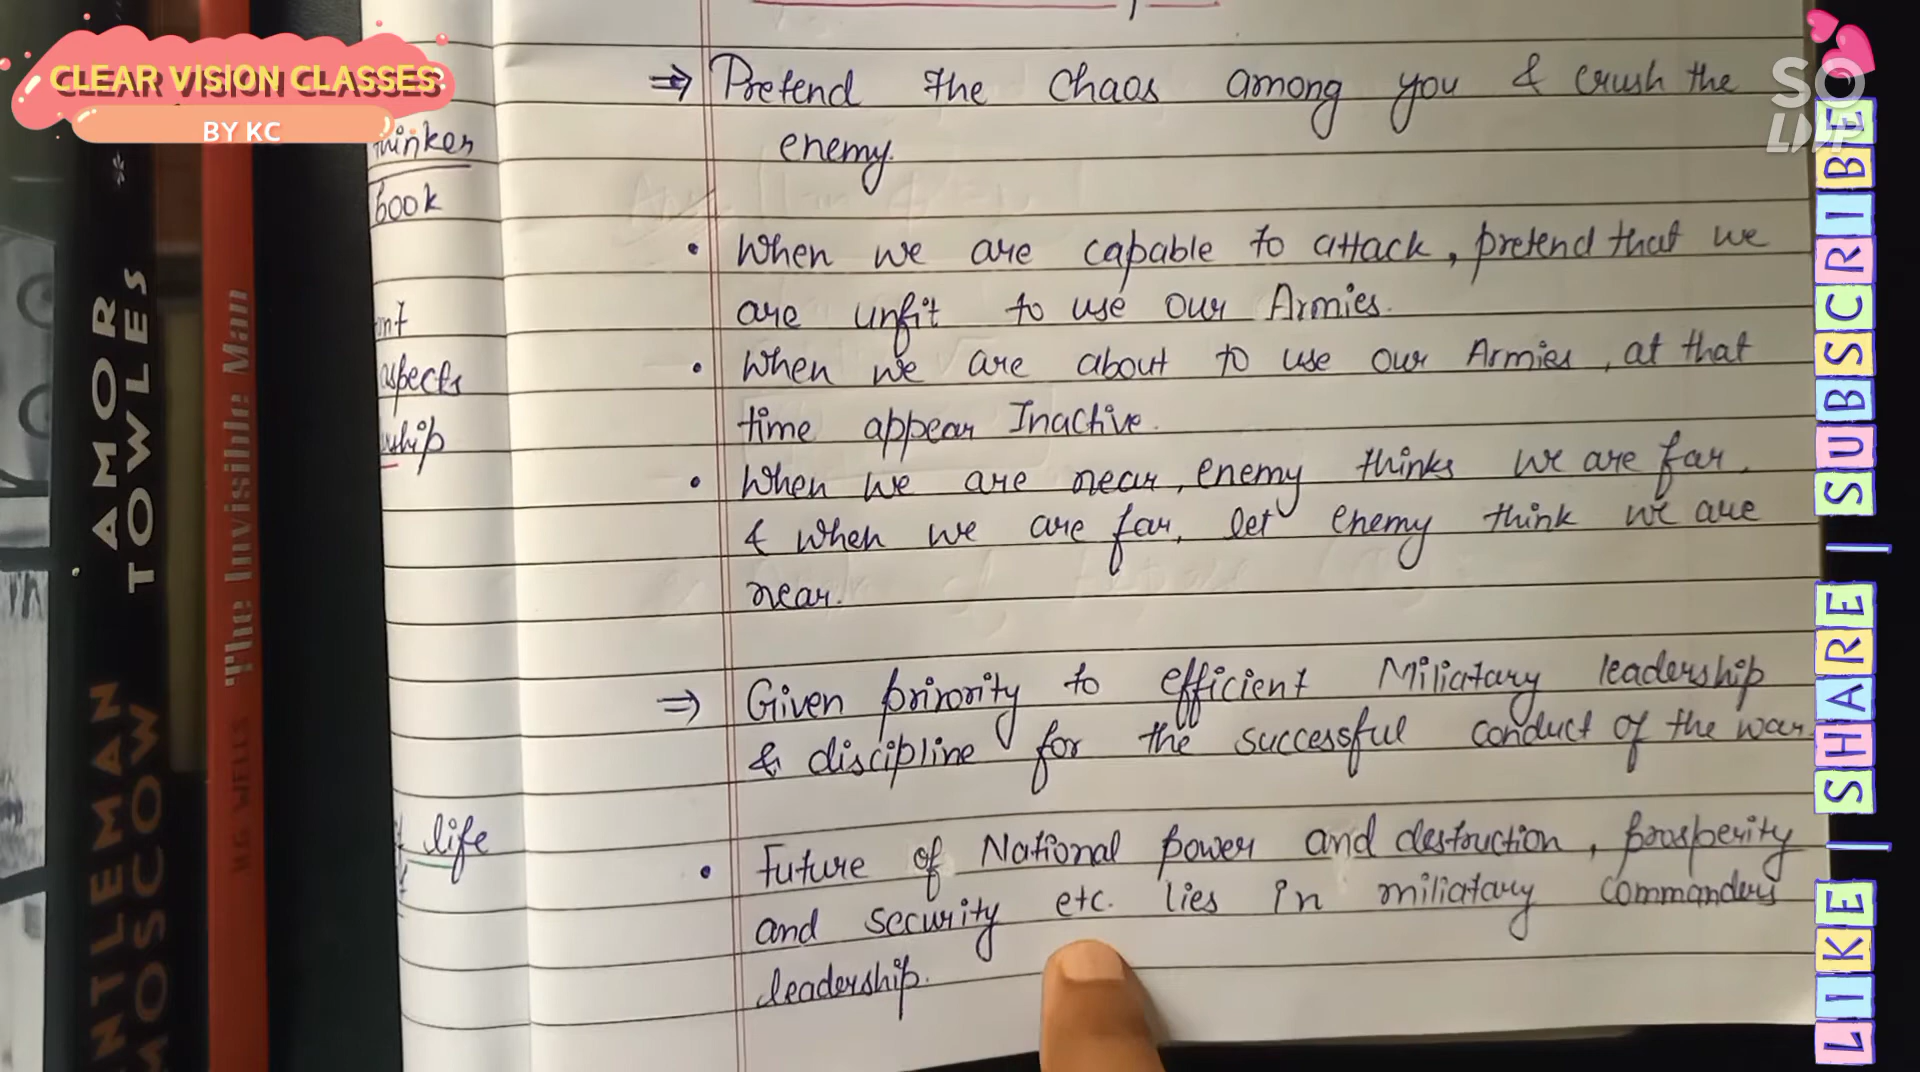 CLEAR VISION CLASSES
BY KC
SOLOOP
LIKE | SHARE | SUBSCRIBE
AMOR
TOWLES
MOSCOW
The Invisible Man
HG WELLS
thinker
book
aspects
life
⇒ Pretend the Chaos among you & crush the
enemy.
• When we are capable to attack, pretend that we
are unfit to use our Armies.
• When we are about to use our Armies, at that
time appear Inactive.
• When we are near, enemy thinks we are far.
& when we are far, let enemy think we are
near.
⇒ Given prirority to efficient Miliatary leadership
& discipline for the successful conduct of the war
• Future of National power and destruction, prosperity
and security etc. lies in miliatary commanders
leadership.